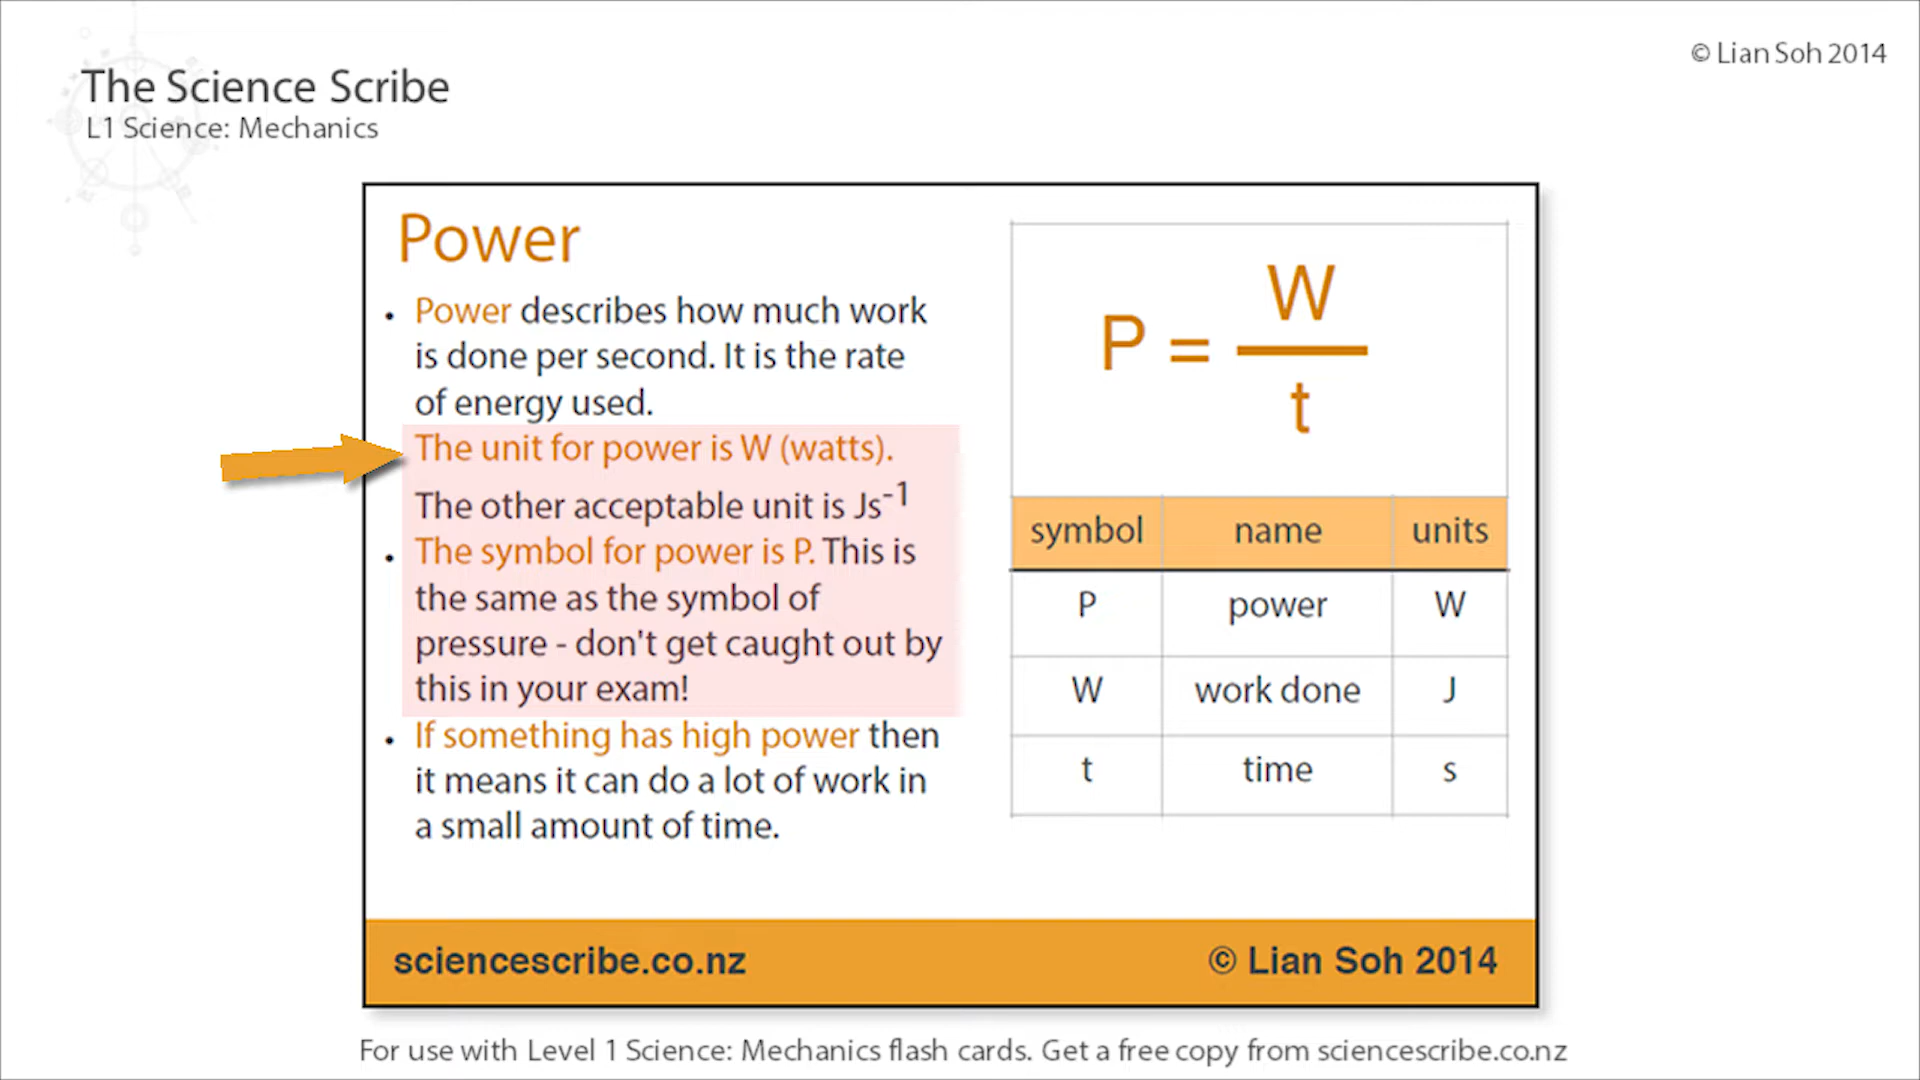 © Lian Soh 2014
The Science Scribe
L1 Science: Mechanics
Power
• Power describes how much work
is done per second. It is the rate
of energy used.
The unit for power is W (watts).
The other acceptable unit is Js⁻¹
• The symbol for power is P. This is
the same as the symbol of
pressure - don't get caught out by
this in your exam!
• If something has high power then
it means it can do a lot of work in
a small amount of time.
P = W
t
symbol name units
P power W
W work done J
t time s
sciencescribe.co.nz © Lian Soh 2014
For use with Level 1 Science: Mechanics flash cards. Get a free copy from sciencescribe.co.nz